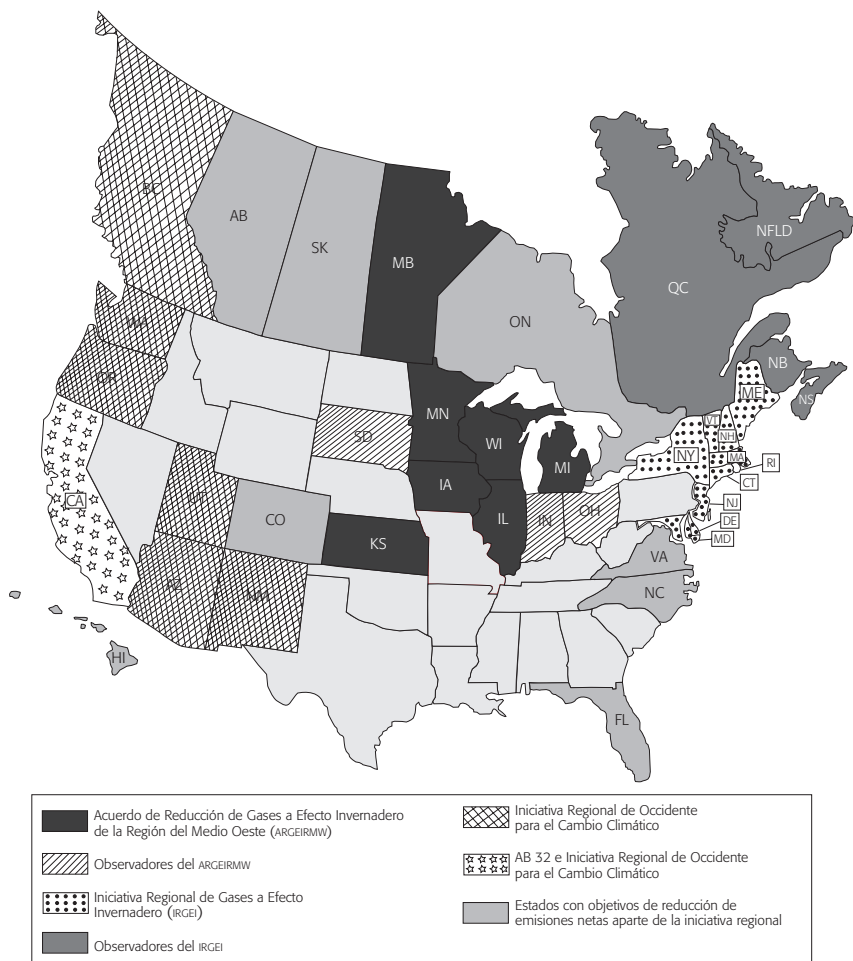 BC
AB
SK
MB
NFLD
QC
ON
WA
NB
OR
ME
NS
MN
VT
SD
WI
NH
NY
MA
MI
RI
CT
IA
CA
UT
NJ
CO
IL
IN
OH
DE
KS
MD
VA
AZ
NM
NC
HI
FL
Acuerdo de Reducción de Gases a Efecto Invernadero
de la Región del Medio Oeste (ARGEIRMW)
Observadores del ARGEIRMW
Iniciativa Regional de Gases a Efecto
Invernadero (IRGEI)
Observadores del IRGEI
Iniciativa Regional de Occidente
para el Cambio Climático
AB 32 e Iniciativa Regional de Occidente
para el Cambio Climático
Estados con objetivos de reducción de
emisiones netas aparte de la iniciativa regional